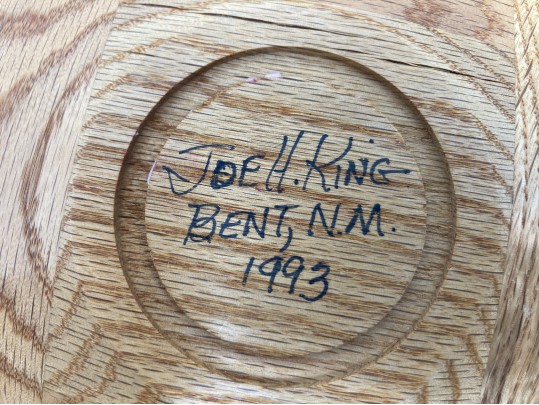 JOE H. KING
BENT, N.M.
1993